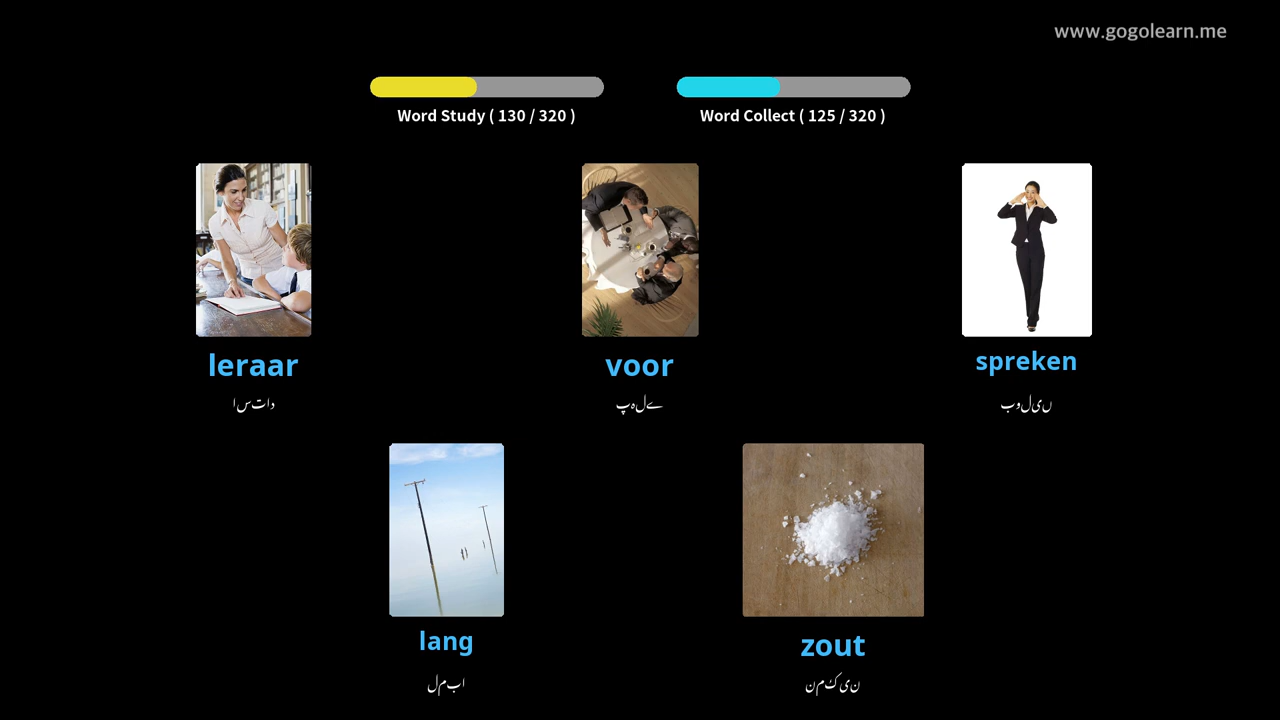 www.gogolearn.me
Word Study ( 130 / 320 )
Word Collect ( 125 / 320 )
leraar
استاد
voor
پہلے
spreken
بولیں
lang
لمبا
zout
نمکین